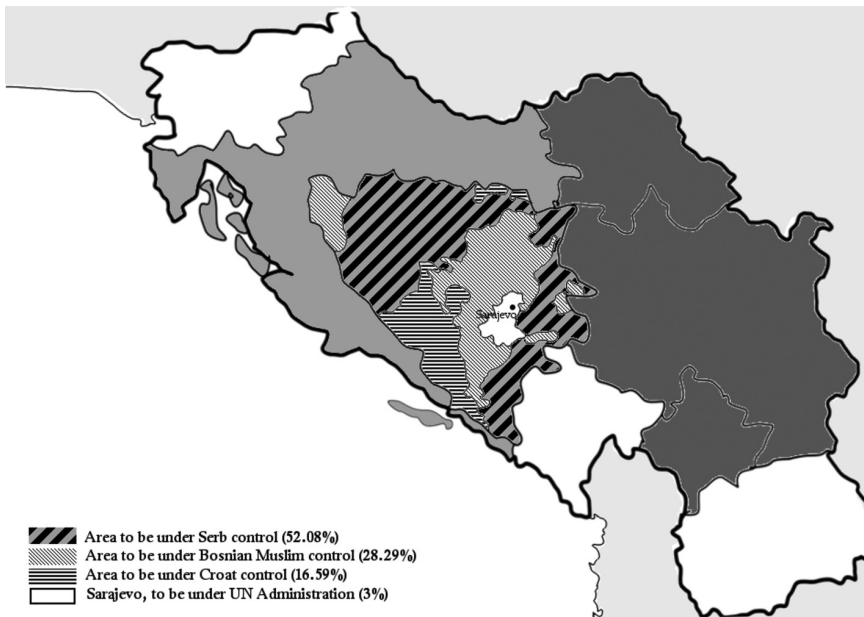 Sarajevo
Area to be under Serb control (52.08%)
Area to be under Bosnian Muslim control (28.29%)
Area to be under Croat control (16.59%)
Sarajevo, to be under UN Administration (3%)